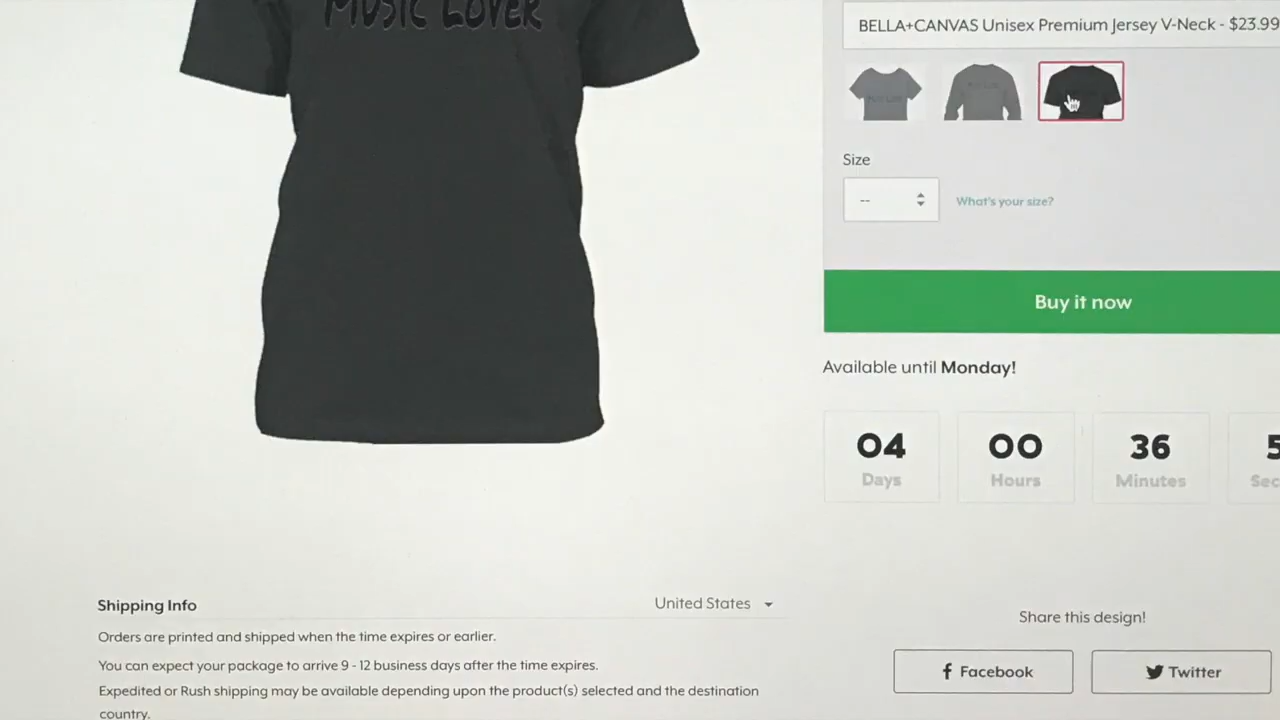 MUSIC LOVER
BELLA+CANVAS Unisex Premium Jersey V-Neck - $23.99
Size
--
What's your size?
Buy it now
Available until Monday!
04 00 36 5
Days Hours Minutes Sec
Shipping Info
United States
Orders are printed and shipped when the time expires or earlier.
You can expect your package to arrive 9 - 12 business days after the time expires.
Expedited or Rush shipping may be available depending upon the product(s) selected and the destination
country.
Share this design!
Facebook
Twitter